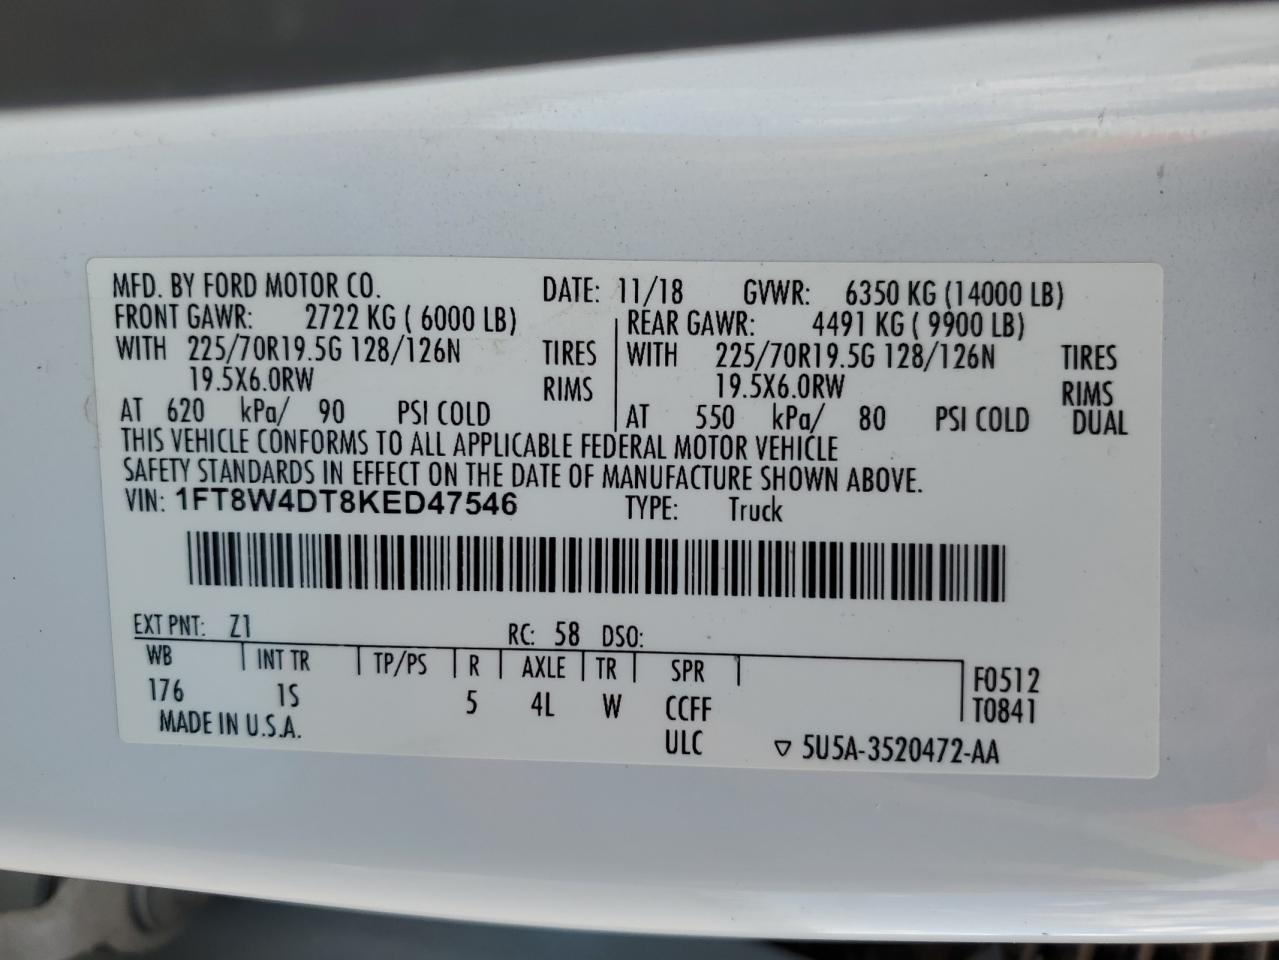 MFD. BY FORD MOTOR CO. DATE: 11/18 GVWR: 6350 KG (14000 LB)
FRONT GAWR: 2722 KG ( 6000 LB) REAR GAWR: 4491 KG ( 9900 LB)
WITH 225/70R19.5G 128/126N TIRES WITH 225/70R19.5G 128/126N TIRES
19.5X6.0RW RIMS 19.5X6.0RW RIMS
AT 620 kPa/ 90 PSI COLD AT 550 kPa/ 80 PSI COLD DUAL
THIS VEHICLE CONFORMS TO ALL APPLICABLE FEDERAL MOTOR VEHICLE
SAFETY STANDARDS IN EFFECT ON THE DATE OF MANUFACTURE SHOWN ABOVE.
VIN: 1FT8W4DT8KED47546 TYPE: Truck
EXT PNT: Z1 RC: 58 DSO:
WB INT TR TP/PS R AXLE TR SPR F0512
176 1S 5 4L W CCFF T0841
MADE IN U.S.A. ULC ▽ 5U5A-3520472-AA